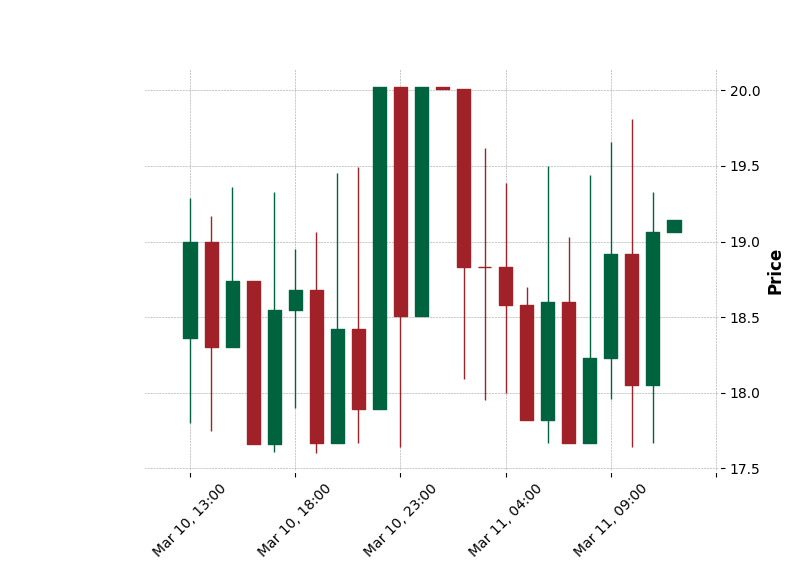 20.0
19.5
19.0
18.5
18.0
17.5
Price
Mar 10, 13:00
Mar 10, 18:00
Mar 10, 23:00
Mar 11, 04:00
Mar 11, 09:00